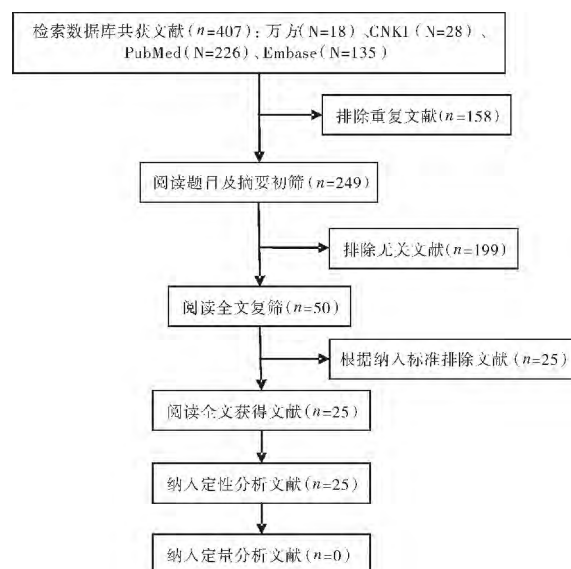 检索数据库共获文献(n=407)：万方(N=18)、CNKI(N=28)、
PubMed(N=226)、Embase(N=135)
排除重复文献(n=158)
阅读题目及摘要初筛(n=249)
排除无关文献(n=199)
阅读全文复筛(n=50)
根据纳入标准排除文献(n=25)
阅读全文获得文献(n=25)
纳入定性分析文献(n=25)
纳入定量分析文献(n=0)